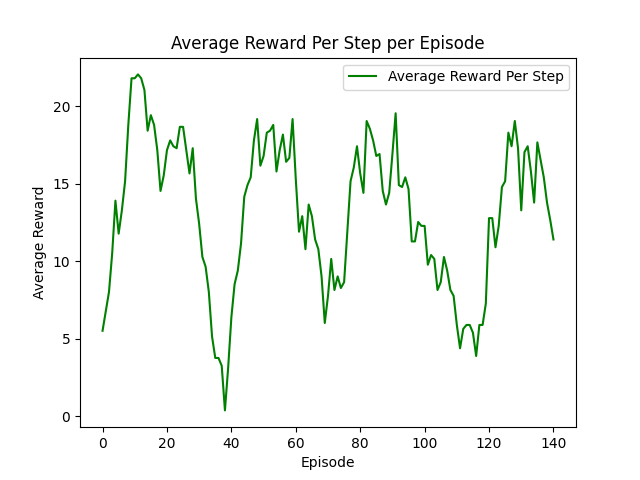 Average Reward Per Step per Episode
Average Reward Per Step
Average Reward
20
15
10
5
0
0 20 40 60 80 100 120 140
Episode